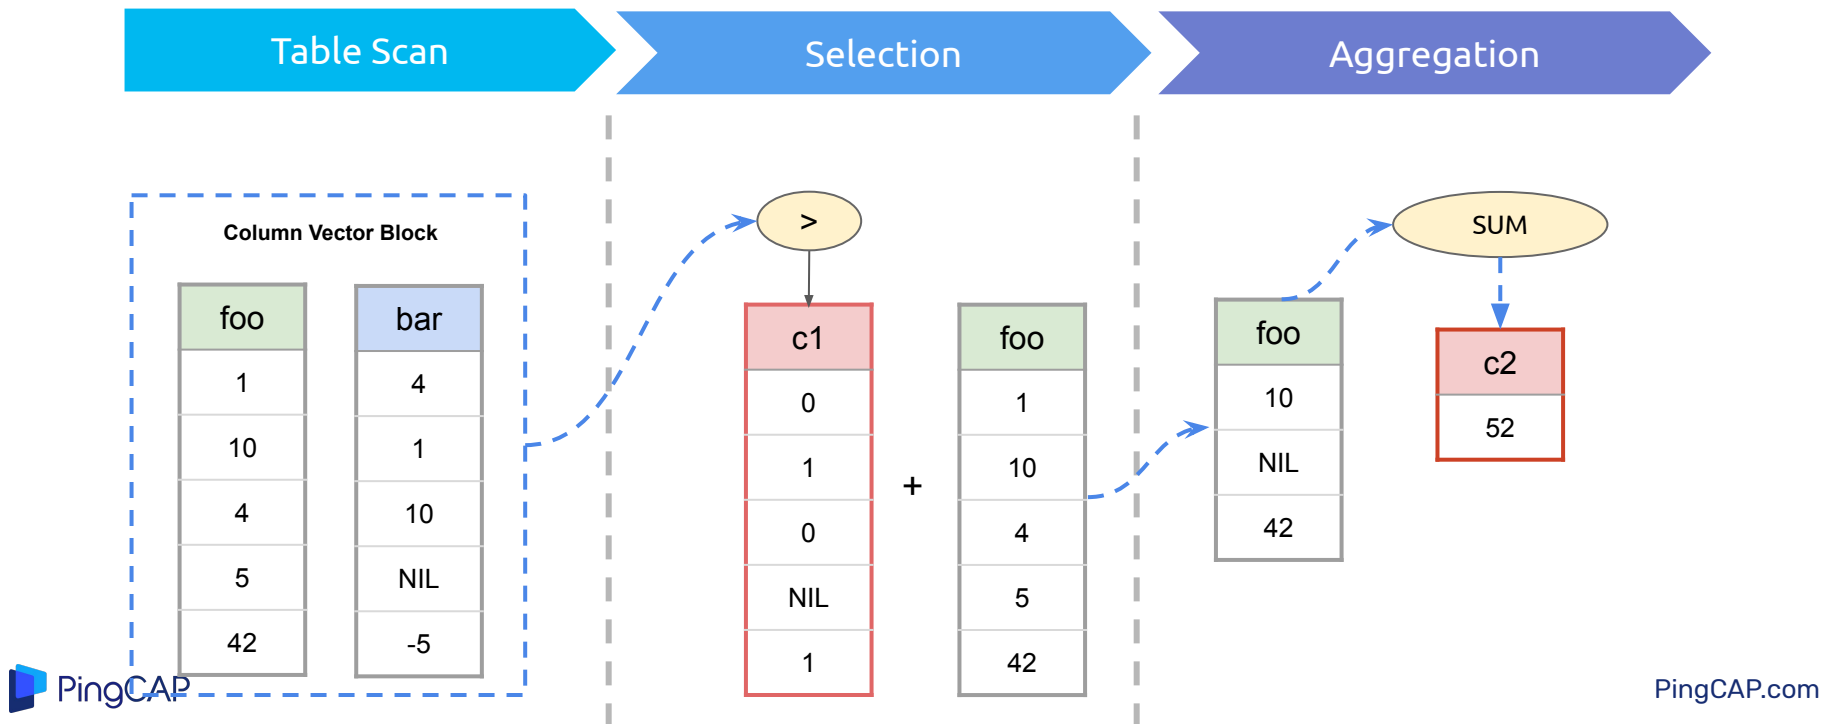 Table Scan
Selection
Aggregation
Column Vector Block
foo
1
10
4
5
42
bar
4
1
10
NIL
-5
>
c1
0
1
0
NIL
1
+
foo
1
10
4
5
42
foo
10
NIL
42
SUM
c2
52
PingCAP
PingCAP.com